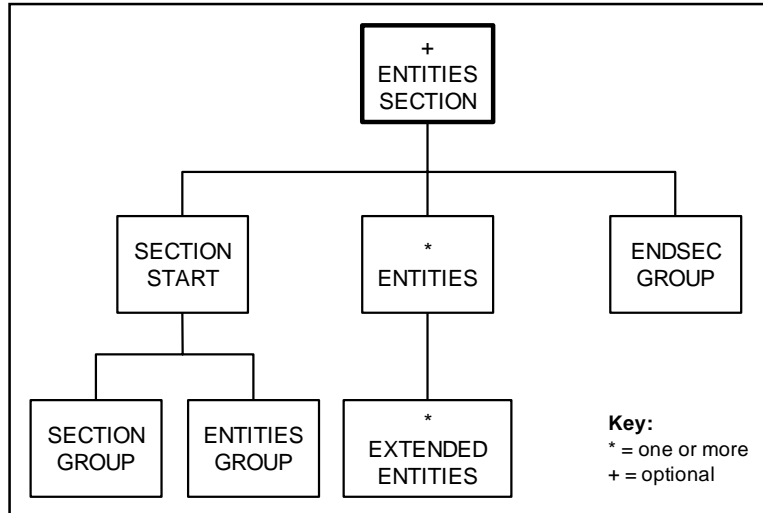 +
ENTITIES
SECTION
SECTION
START
*
ENTITIES
ENDSEC
GROUP
SECTION
GROUP
ENTITIES
GROUP
*
EXTENDED
ENTITIES
Key:
* = one or more
+ = optional